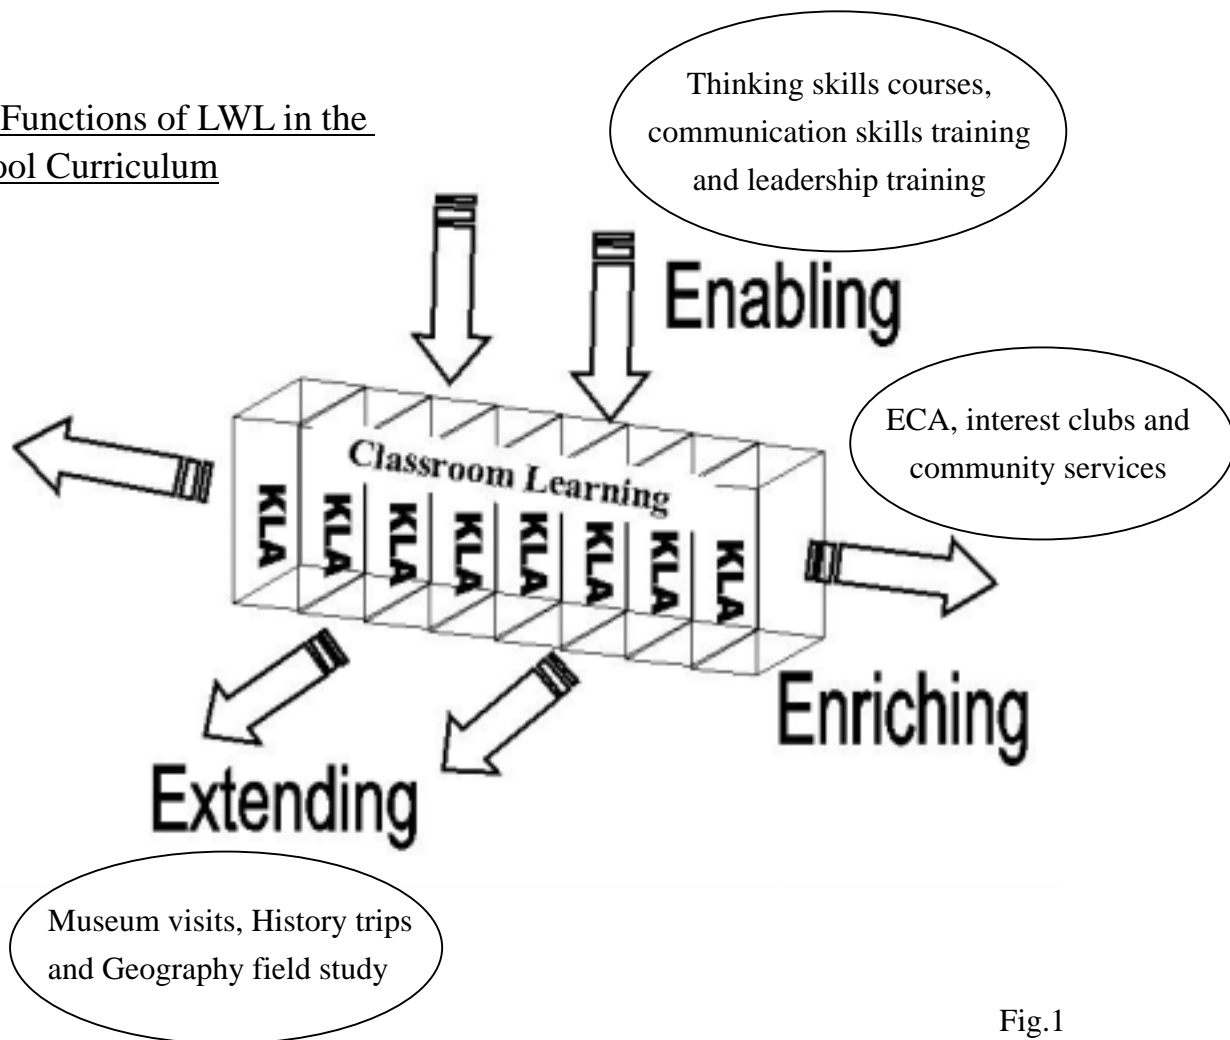 Functions of LWL in the
ool Curriculum
Thinking skills courses,
communication skills training
and leadership training
Enabling
ECA, interest clubs and
community services
Classroom Learning
KLA
KLA
KLA
KLA
KLA
KLA
KLA
KLA
Enriching
Extending
Museum visits, History trips
and Geography field study
Fig.1